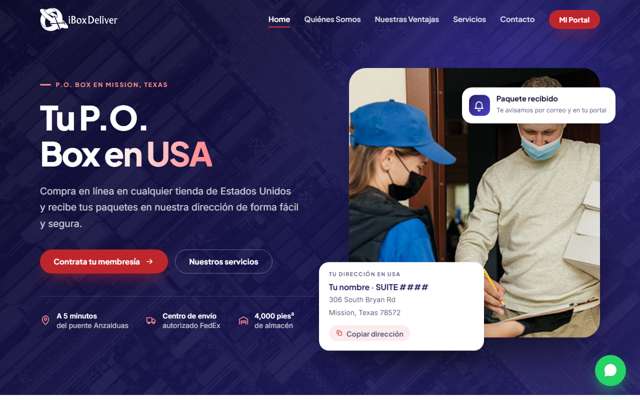 iBoxDeliver
Home
Quiénes Somos
Nuestras Ventajas
Servicios
Contacto
Mi Portal
P.O. BOX EN MISSION, TEXAS
Tu P.O.
Box en USA
Compra en línea en cualquier tienda de Estados Unidos
y recibe tus paquetes en nuestra dirección de forma fácil
y segura.
Contrata tu membresía →
Nuestros servicios
A 5 minutos
del puente Anzalduas
Centro de envío
autorizado FedEx
4,000 pies²
de almacén
Paquete recibido
Te avisamos por correo y en tu portal
TU DIRECCIÓN EN USA
Tu nombre · SUITE ####
306 South Bryan Rd
Mission, Texas 78572
Copiar dirección